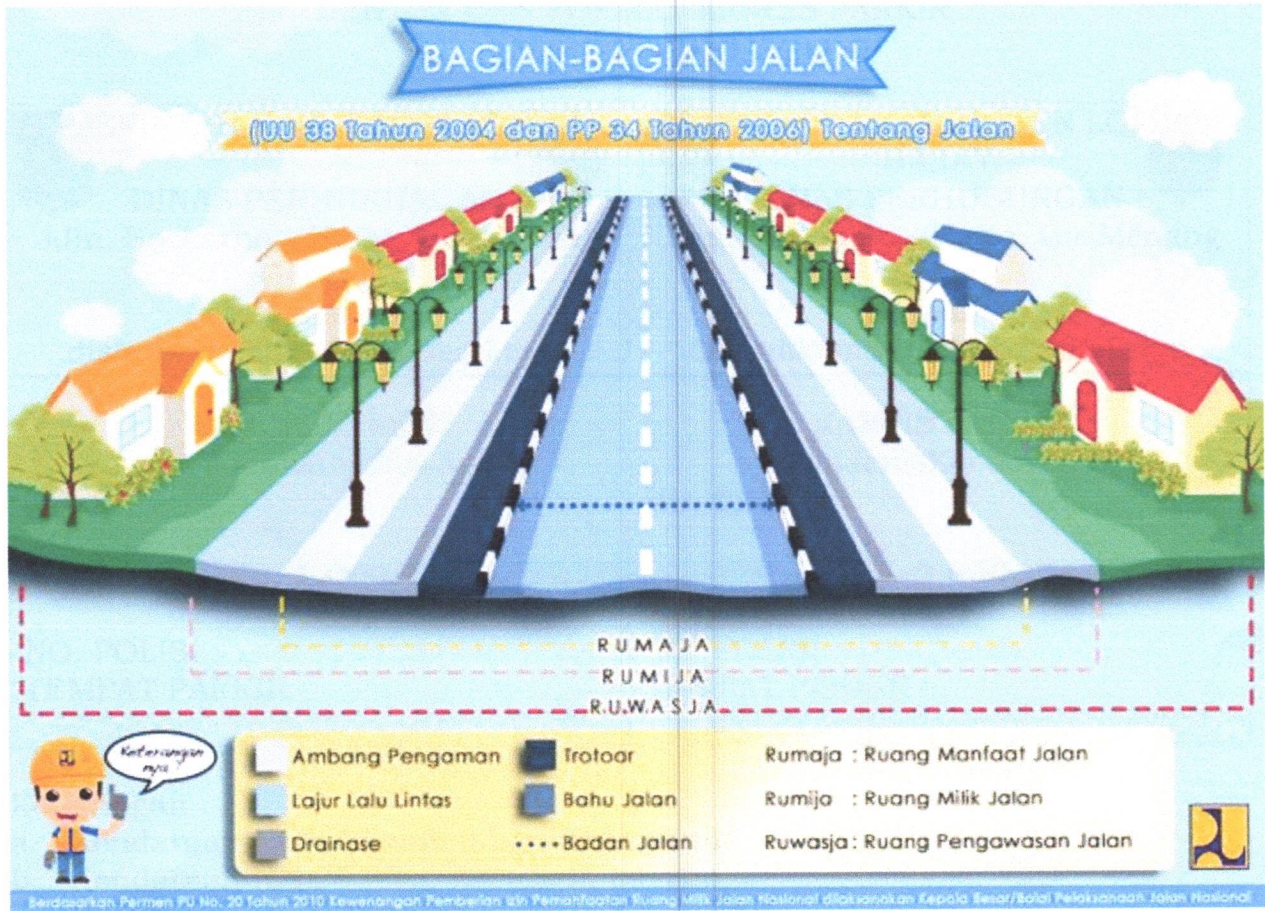 BAGIAN-BAGIAN JALAN
(UU 38 Tahun 2004 dan PP 34 Tahun 2006) Tentang Jalan
RUMAJA
RUMIJA
RUWASJA
Keterangan
nya
Ambang Pengaman
Trotoar
Rumaja : Ruang Manfaat Jalan
Lajur Lalu Lintas
Bahu Jalan
Rumija : Ruang Milik Jalan
Drainase
Badan Jalan
Ruwasja : Ruang Pengawasan Jalan
Berdasarkan Permen PU No. 20 Tahun 2010 Kewenangan Pemberian Izin Pemanfaatan Ruang Milik Jalan Nasional dilaksanakan Kepala Besar/Balai Pelaksanaan Jalan Nasional